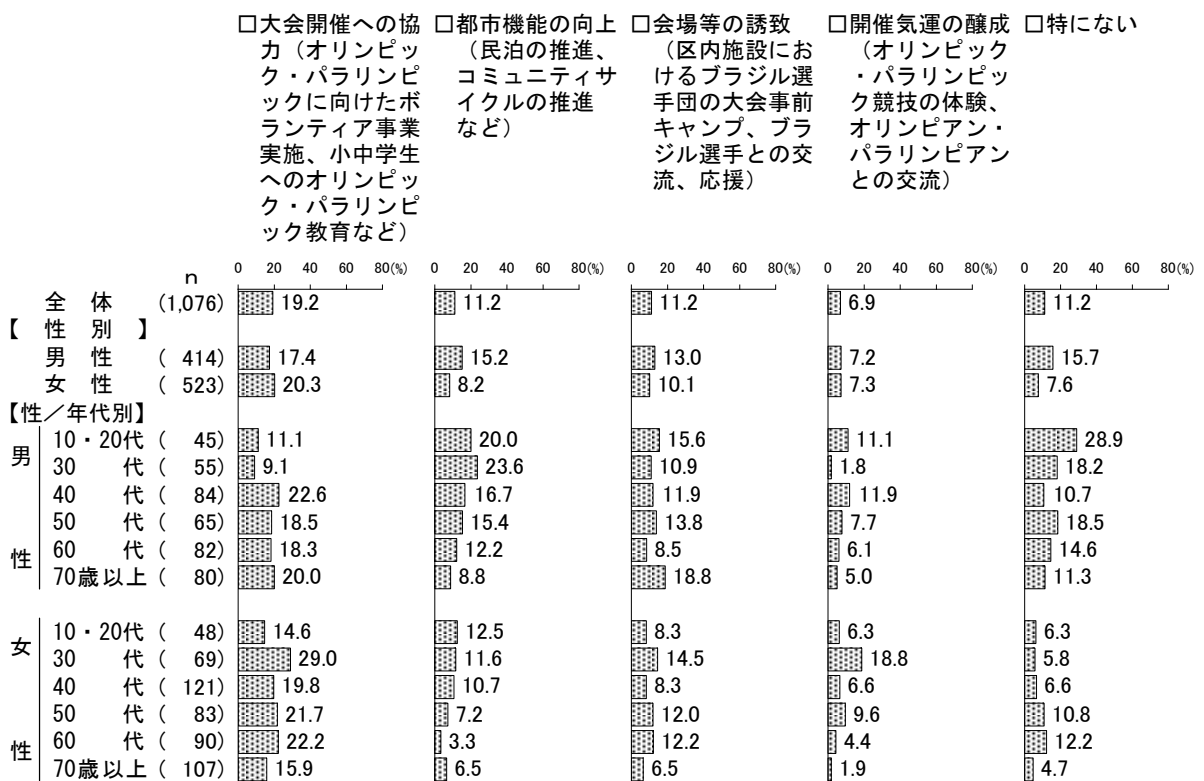 □大会開催への協力（オリンピック・パラリンピックに向けたボランティア事業実施、小中学生へのオリンピック・パラリンピック教育など）
□都市機能の向上（民泊の推進、コミュニティサイクルの推進など）
□会場等の誘致（区内施設におけるブラジル選手団の大会事前キャンプ、ブラジル選手との交流、応援）
□開催気運の醸成（オリンピック・パラリンピック競技の体験、オリンピアン・パラリンピアンとの交流）
□特にない
n 0 20 40 60 80(%) 0 20 40 60 80(%) 0 20 40 60 80(%) 0 20 40 60 80(%) 0 20 40 60 80(%)
全 体 (1,076) 19.2 11.2 11.2 6.9 11.2
【 性 別 】
男 性 ( 414) 17.4 15.2 13.0 7.2 15.7
女 性 ( 523) 20.3 8.2 10.1 7.3 7.6
【性／年代別】
男性
10・20代 ( 45) 11.1 20.0 15.6 11.1 28.9
30 代 ( 55) 9.1 23.6 10.9 1.8 18.2
40 代 ( 84) 22.6 16.7 11.9 11.9 10.7
50 代 ( 65) 18.5 15.4 13.8 7.7 18.5
60 代 ( 82) 18.3 12.2 8.5 6.1 14.6
70歳以上 ( 80) 20.0 8.8 18.8 5.0 11.3
女性
10・20代 ( 48) 14.6 12.5 8.3 6.3 6.3
30 代 ( 69) 29.0 11.6 14.5 18.8 5.8
40 代 ( 121) 19.8 10.7 8.3 6.6 6.6
50 代 ( 83) 21.7 7.2 12.0 9.6 10.8
60 代 ( 90) 22.2 3.3 12.2 4.4 12.2
70歳以上 ( 107) 15.9 6.5 6.5 1.9 4.7